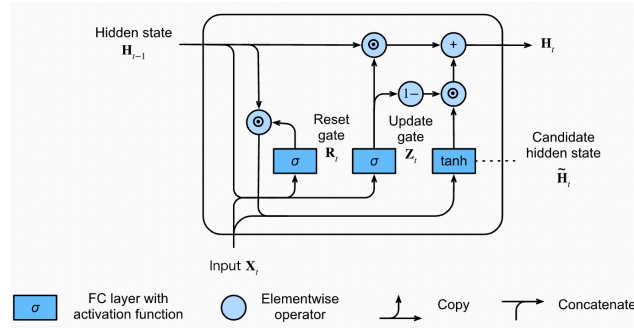 Hidden state
H_{t−1}
H_t
+
1−
Reset
gate
R_t
Update
gate
Z_t
σ
σ
tanh
Candidate
hidden state
H̃_t
Input X_t
σ
FC layer with
activation function
Elementwise
operator
Copy
Concatenate